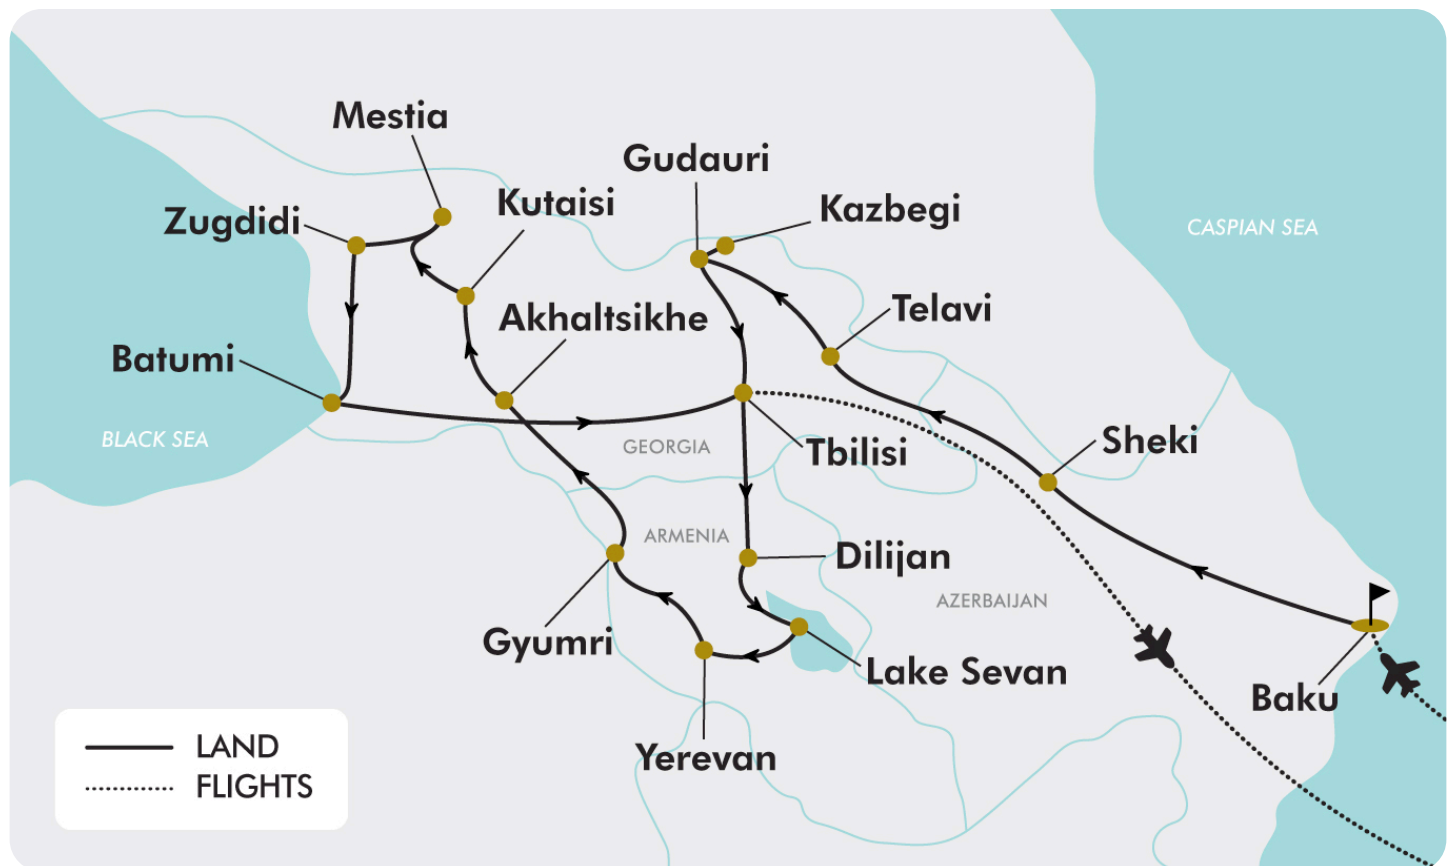 Mestia
Gudauri
Kutaisi
Kazbegi
Zugdidi
CASPIAN SEA
Telavi
Akhaltsikhe
Batumi
BLACK SEA
GEORGIA
Tbilisi
Sheki
ARMENIA
Dilijan
AZERBAIJAN
Gyumri
Lake Sevan
Baku
Yerevan
LAND
FLIGHTS